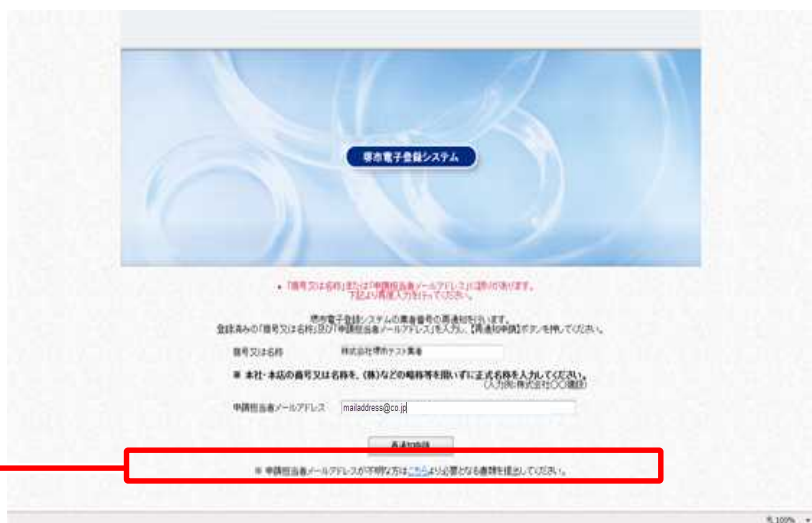 堺市電子登録システム
・「商号又は名称」または「申請担当者メールアドレス」に誤りがあります。
下記より再度入力を行ってください。
堺市電子登録システムの業者番号の再通知を行います。
登録済みの「商号又は名称」及び「申請担当者メールアドレス」を入力し、【再通知申請】ボタンを押してください。
商号又は名称 株式会社堺市テスト業者
※ 本社・本店の商号又は名称を、(株)などの略称等を用いずに正式名称を入力してください。
(入力例:株式会社〇〇建設)
申請担当者メールアドレス mailaddress@co.jp
再通知申請
※ 申請担当者メールアドレスが不明な方はこちらより必要となる書類を提出してください。
100%